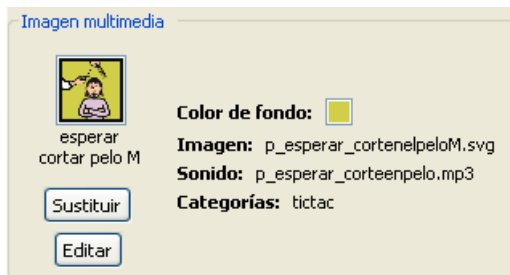 Imagen multimedia
esperar
cortar pelo M
Sustituir
Editar
Color de fondo:
Imagen: p_esperar_cortenelpeloM.svg
Sonido: p_esperar_corteenpelo.mp3
Categorías: tictac